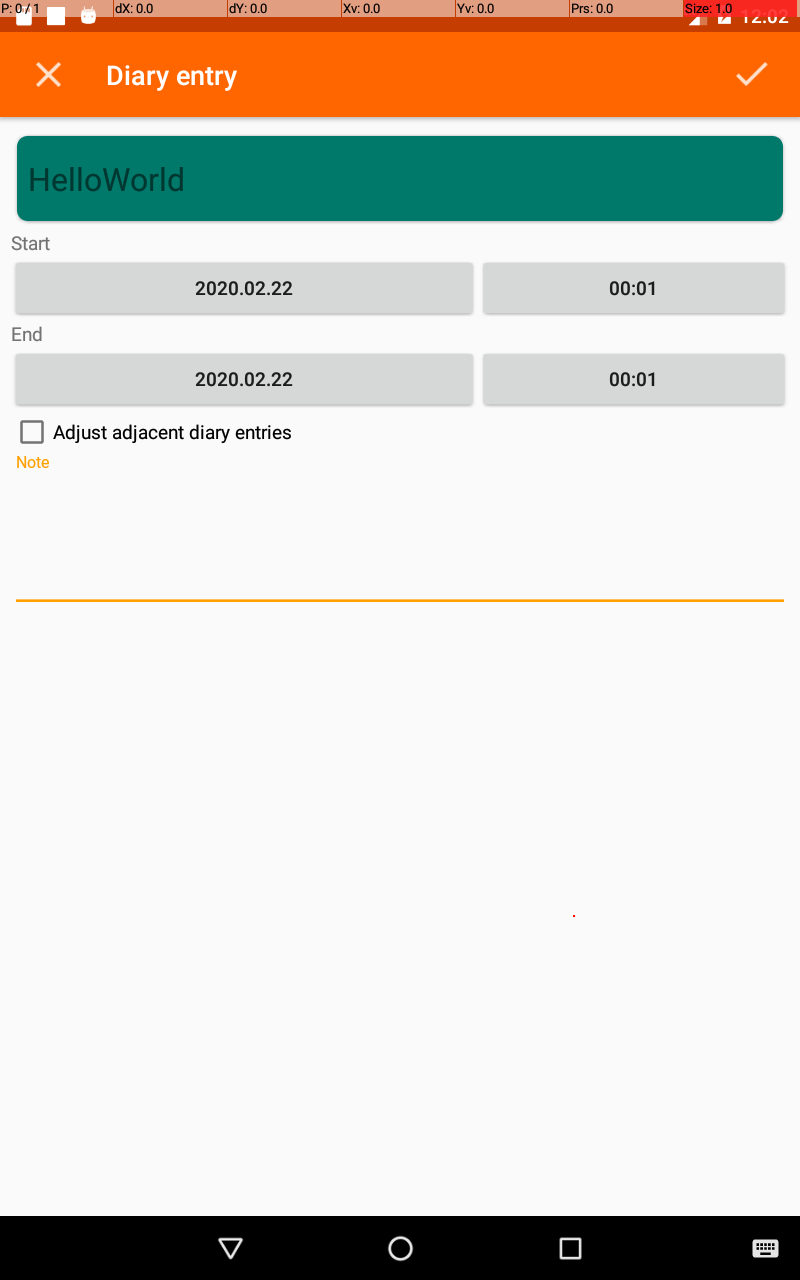 P: 0 / 1 dX: 0.0 dY: 0.0 Xv: 0.0 Yv: 0.0 Prs: 0.0 Size: 1.0
12:02
Diary entry
HelloWorld
Start
2020.02.22 00:01
End
2020.02.22 00:01
Adjust adjacent diary entries
Note